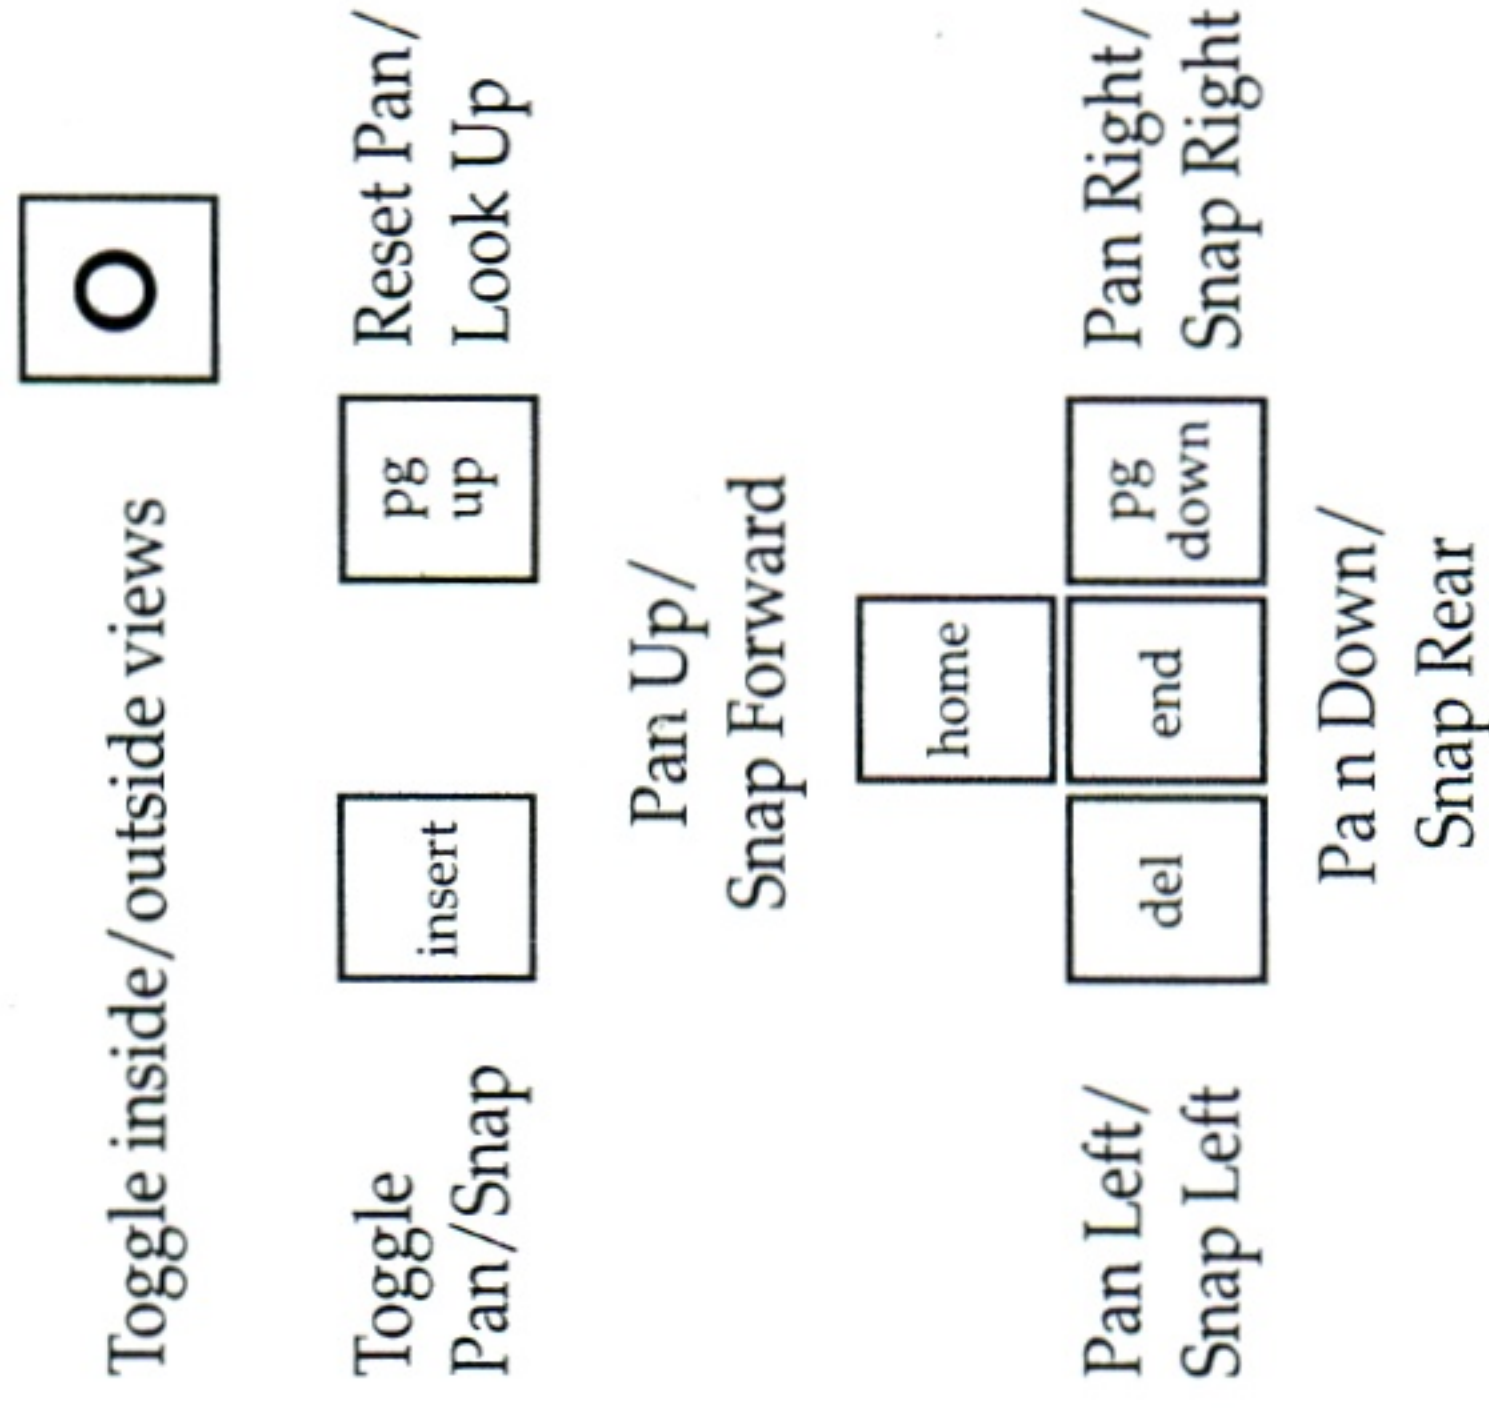 Toggle inside/outside views
O
Toggle
Pan/Snap
insert
pg
up
Reset Pan/
Look Up
Pan Up/
Snap Forward
home
Pan Left/
Snap Left
del
end
pg
down
Pan Right/
Snap Right
Pan Down/
Snap Rear